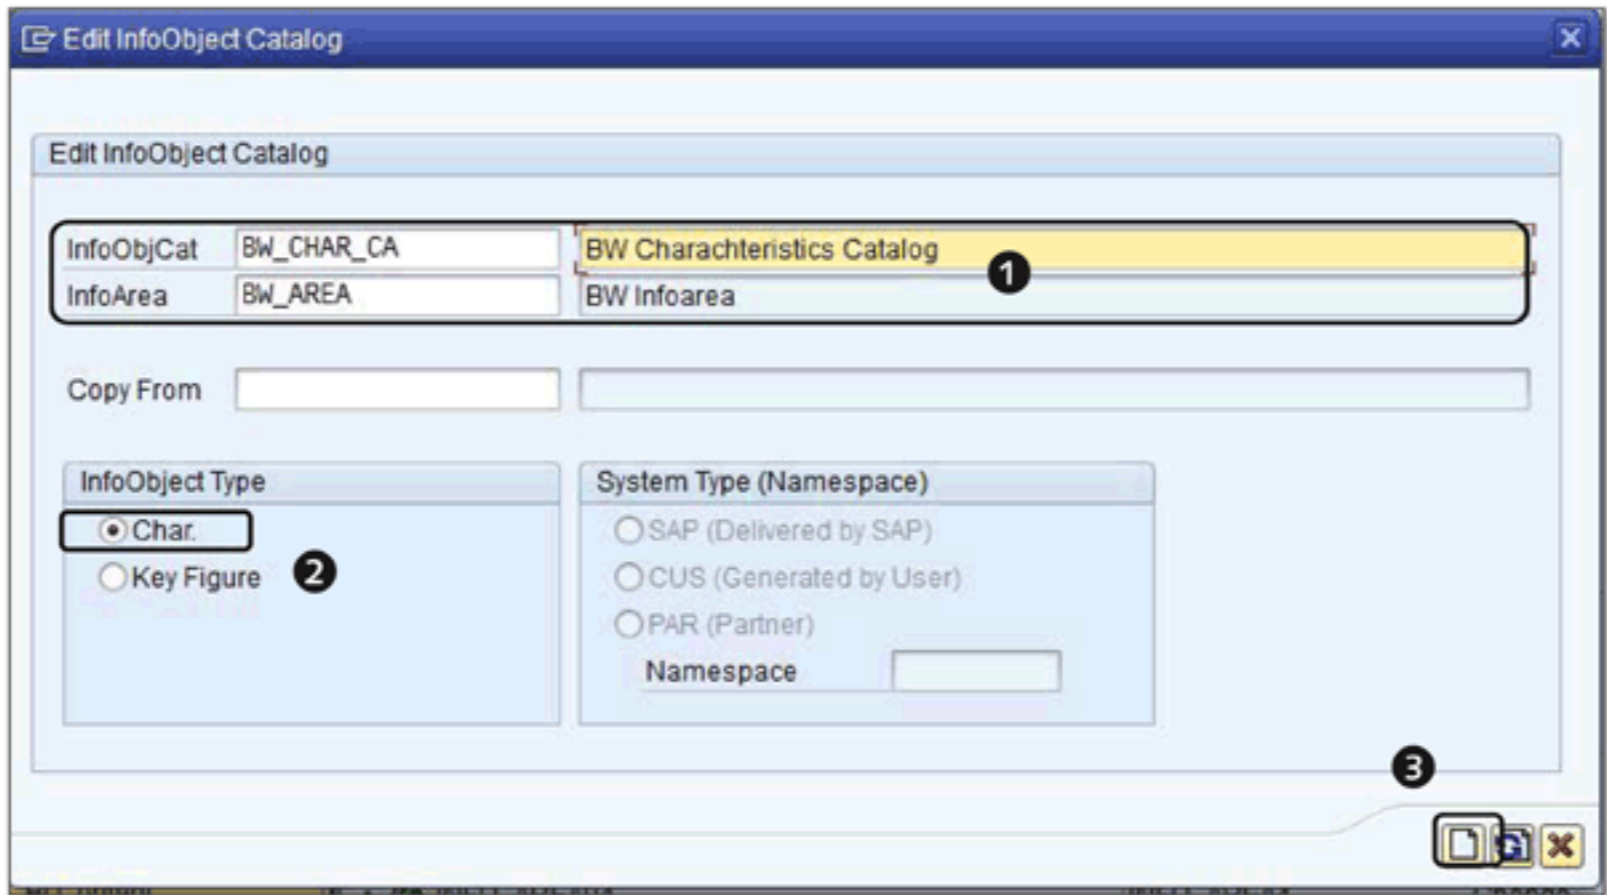 Edit InfoObject Catalog
Edit InfoObject Catalog
InfoObjCat BW_CHAR_CA BW Charachteristics Catalog
1
InfoArea BW_AREA BW Infoarea
Copy From
InfoObject Type System Type (Namespace)
Char. SAP (Delivered by SAP)
Key Figure 2 CUS (Generated by User)
PAR (Partner)
Namespace
3